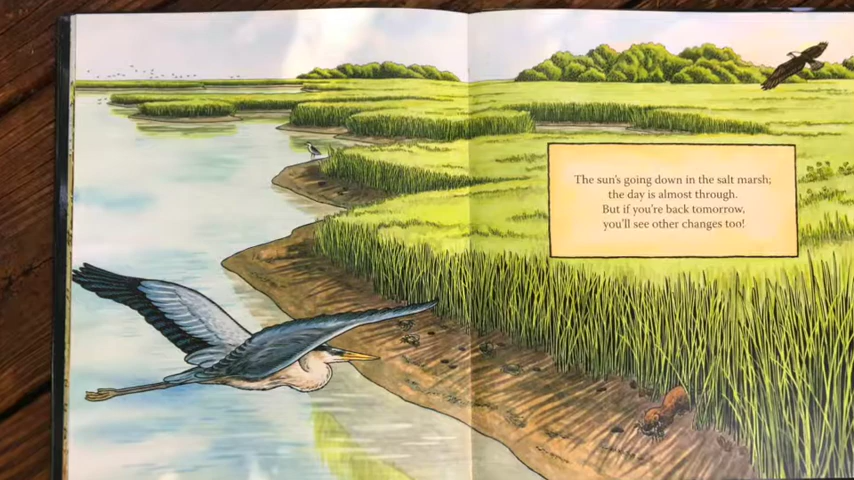 The sun's going down in the salt marsh;
the day is almost through.
But if you're back tomorrow,
you'll see other changes too!